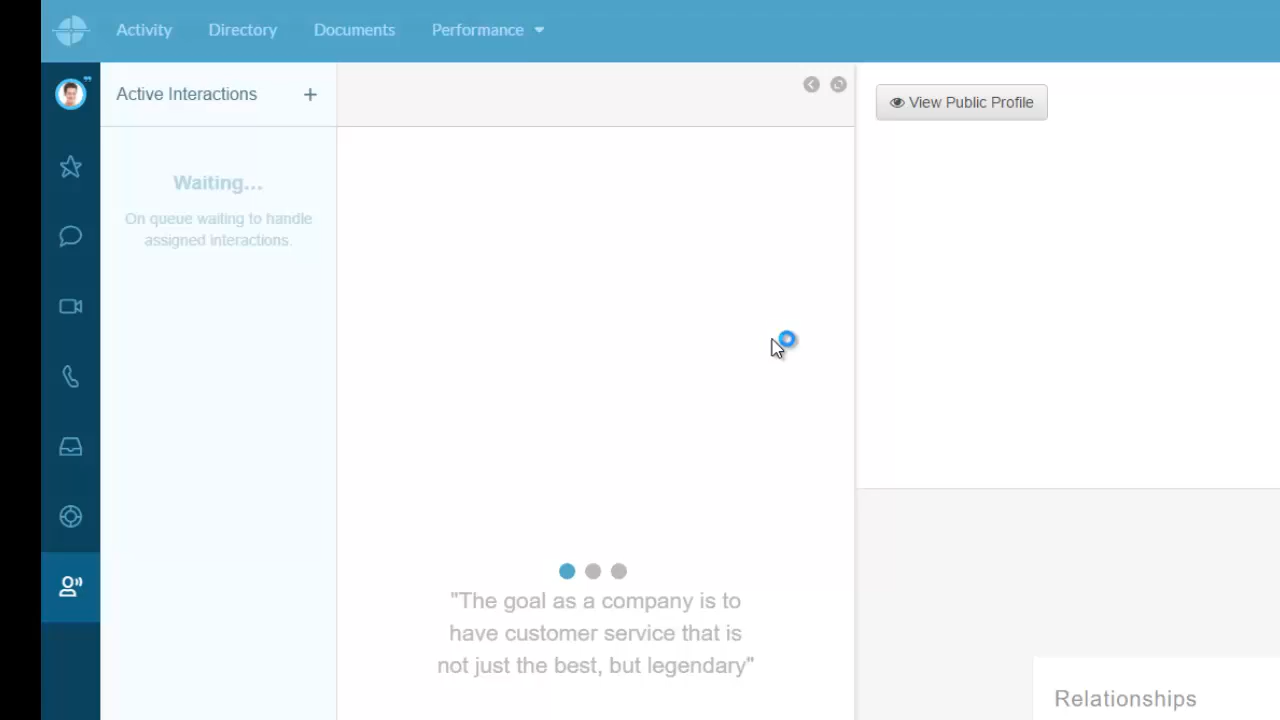 Activity
Directory
Documents
Performance
Active Interactions
+
View Public Profile
Waiting...
On queue waiting to handle
assigned interactions.
"The goal as a company is to
have customer service that is
not just the best, but legendary"
Relationships